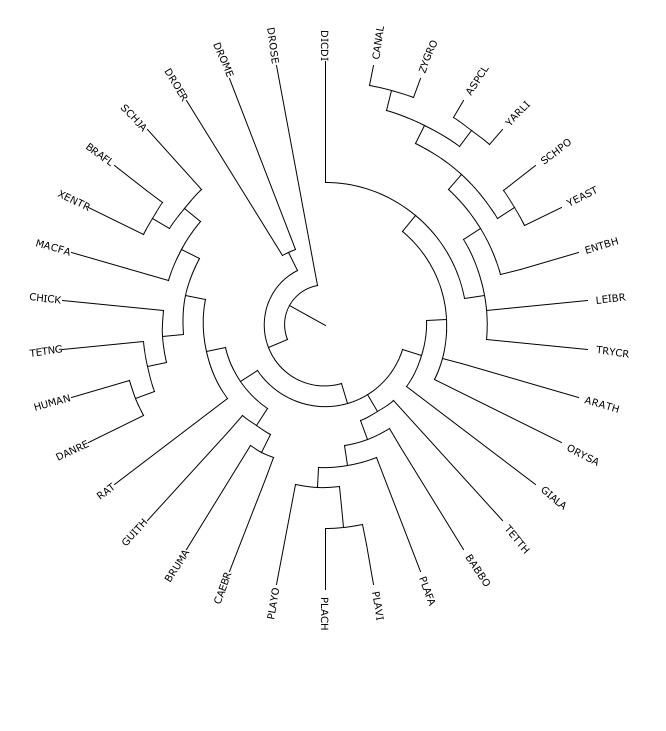 DICDI
CANAL
ZYGRO
ASPCL
YARLI
SCHPO
YEAST
ENTBH
LEIBR
TRYCR
ARATH
ORYSA
GIALA
TETTH
BABBO
PLAFA
PLAVI
PLACH
PLAYO
CAEBR
BRUMA
GUITH
RAT
DANRE
HUMAN
TETNG
CHICK
MACFA
XENTR
BRAFL
SCHJA
DROER
DROME
DROSE